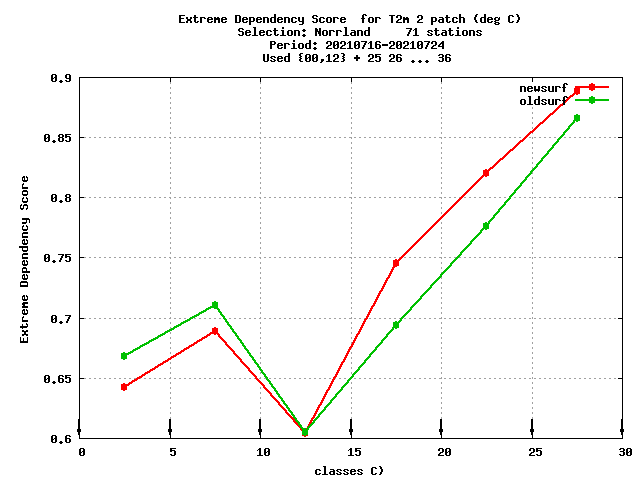 Extreme Dependency Score  for T2m 2 patch (deg C)
Selection: Norrland     71 stations
Period: 20210716-20210724
Used {00,12} + 25 26 ... 36
newsurf
oldsurf
0.9
0.85
0.8
0.75
0.7
0.65
0.6
Extreme Dependency Score
0 5 10 15 20 25 30
classes C)